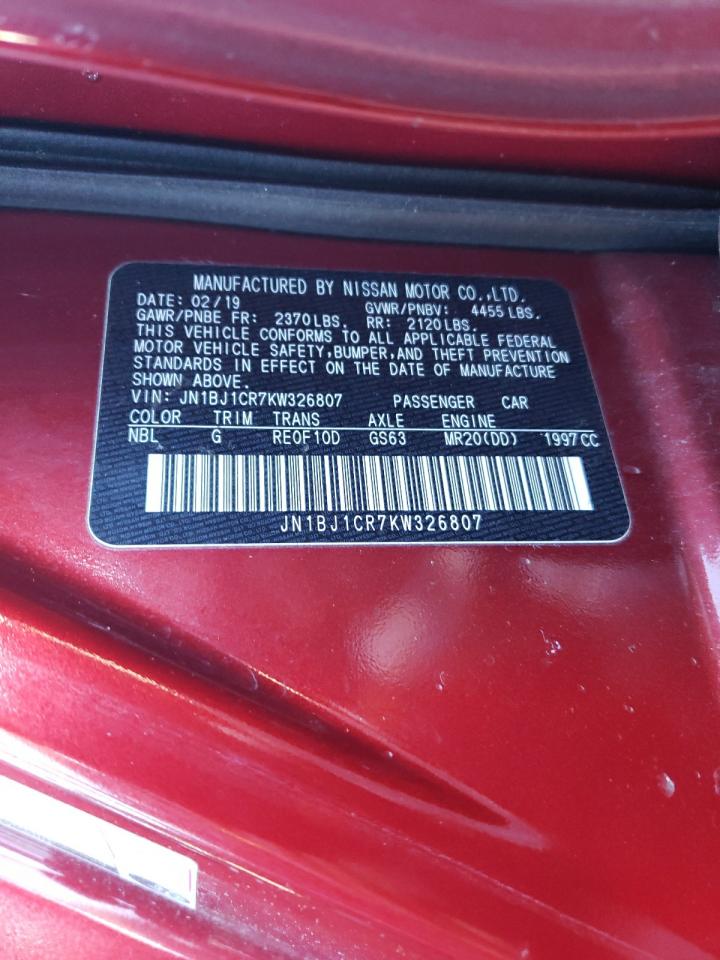 MANUFACTURED BY NISSAN MOTOR CO.,LTD.
DATE: 02/19 GVWR/PNBV: 4455 LBS.
GAWR/PNBE FR: 2370 LBS. RR: 2120 LBS.
THIS VEHICLE CONFORMS TO ALL APPLICABLE FEDERAL
MOTOR VEHICLE SAFETY,BUMPER,AND THEFT PREVENTION
STANDARDS IN EFFECT ON THE DATE OF MANUFACTURE
SHOWN ABOVE.
VIN: JN1BJ1CR7KW326807 PASSENGER CAR
COLOR TRIM TRANS AXLE ENGINE
NBL G RE0F10D GS63 MR20(DD) 1997CC
JN1BJ1CR7KW326807